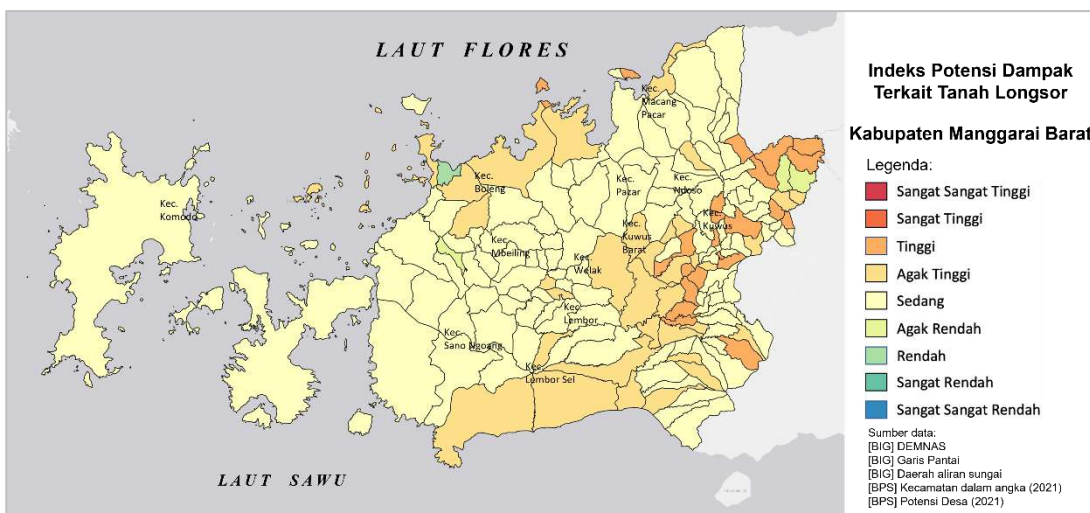 LAUT FLORES
Kec.
Macang
Pacar
Kec.
Boleng
Kec.
Pacar
Kec.
Ndoso
Kec.
Komodo
Kec.
Kuwus
Kec.
Kuwus
Barat
Kec.
Mbeiling
Kec.
Welak
Kec.
Lembor
Kec.
Sano Ngoang
Kec.
Lembor Sel
LAUT SAWU
Indeks Potensi Dampak
Terkait Tanah Longsor
Kabupaten Manggarai Barat
Legenda:
Sangat Sangat Tinggi
Sangat Tinggi
Tinggi
Agak Tinggi
Sedang
Agak Rendah
Rendah
Sangat Rendah
Sangat Sangat Rendah
Sumber data:
[BIG] DEMNAS
[BIG] Garis Pantai
[BIG] Daerah aliran sungai
[BPS] Kecamatan dalam angka (2021)
[BPS] Potensi Desa (2021)